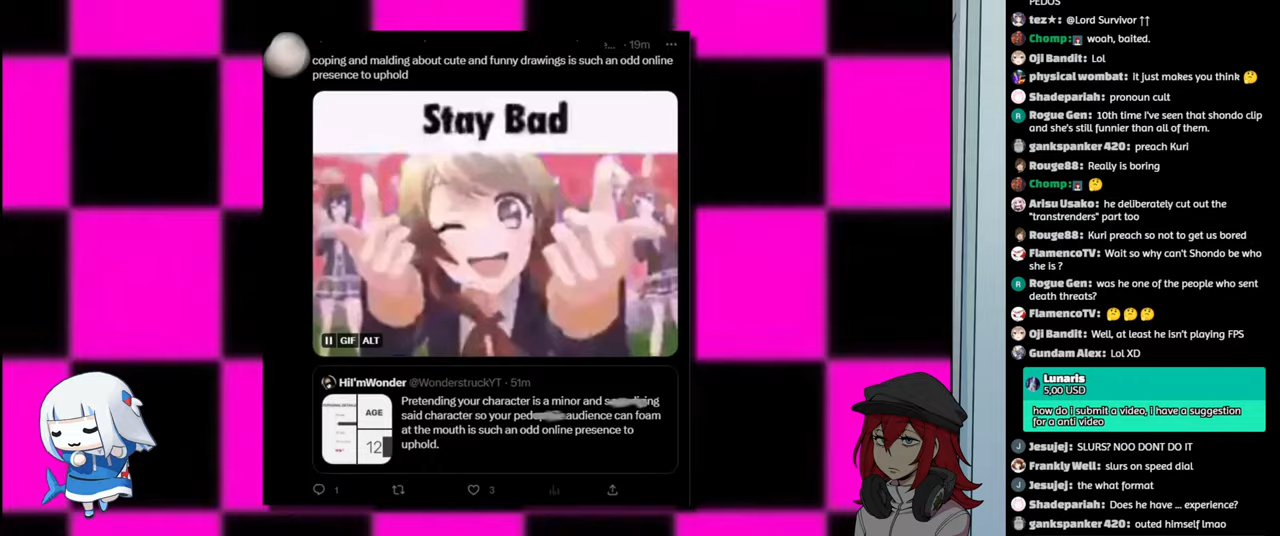 ... · 19m ...
coping and malding about cute and funny drawings is such an odd online
presence to uphold
Stay Bad
GIF ALT
HiI'mWonder @WonderstruckYT · 51m
Pretending your character is a minor and
said character so your audience can foam
at the mouth is such an odd online presence to
uphold.
AGE
12
1
3
PEDOS
tez★: @Lord Survivor ↑↑
Chomp: woah, baited.
Oji Bandit: Lol
physical wombat: it just makes you think 🤔
Shadepariah: pronoun cult
R Rogue Gen: 10th time I've seen that shondo clip
and she's still funnier than all of them.
gankspanker 420: preach Kuri
Rouge88: Really is boring
Chomp: 🤔
Arisu Usako: he deliberately cut out the
"transtrenders" part too
Rouge88: Kuri preach so not to get us bored
FlamencoTV: Wait so why can't Shondo be who
she is ?
R Rogue Gen: was he one of the people who sent
death threats?
FlamencoTV: 🤔🤔🤔
Oji Bandit: Well, at least he isn't playing FPS
Gundam Alex: Lol XD
Lunaris
5,00 USD
how do i submit a video, i have a suggestion
for a anti video
J Jesujej: SLURS? NOO DONT DO IT
Frankly Well: slurs on speed dial
J Jesujej: the what format
Shadepariah: Does he have ... experience?
gankspanker 420: outed himself lmao